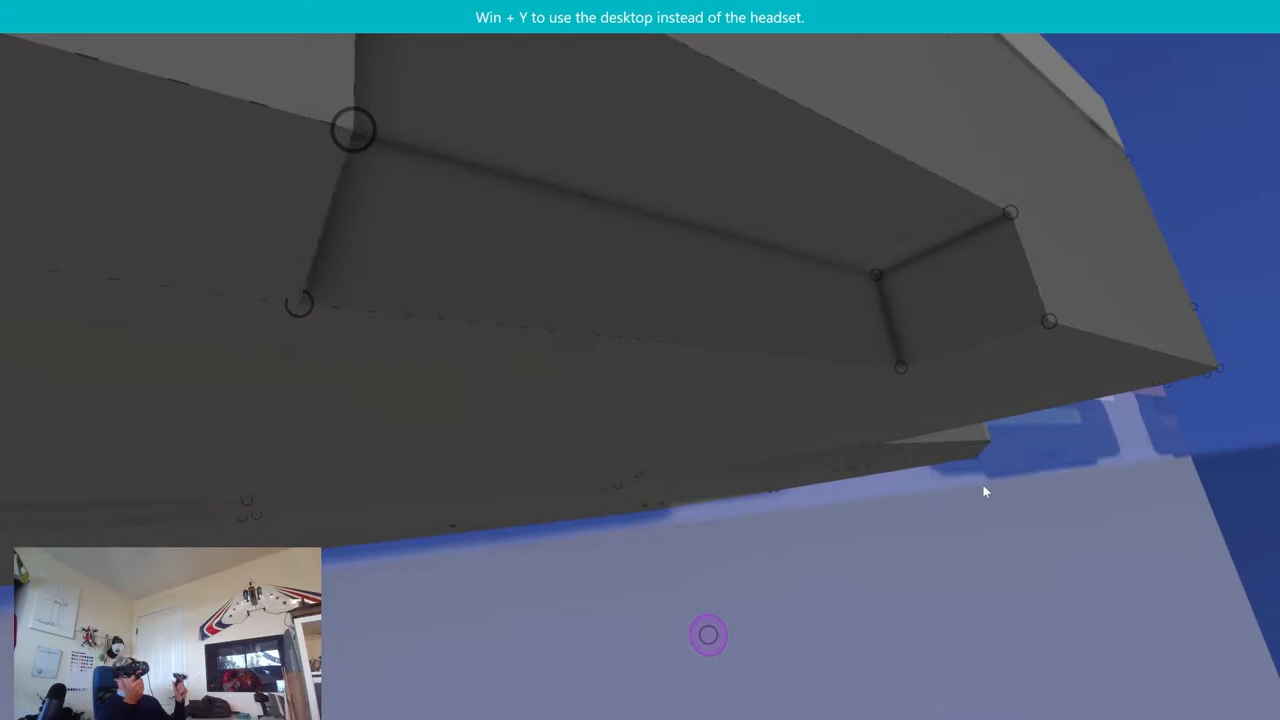 Win + Y to use the desktop instead of the headset.